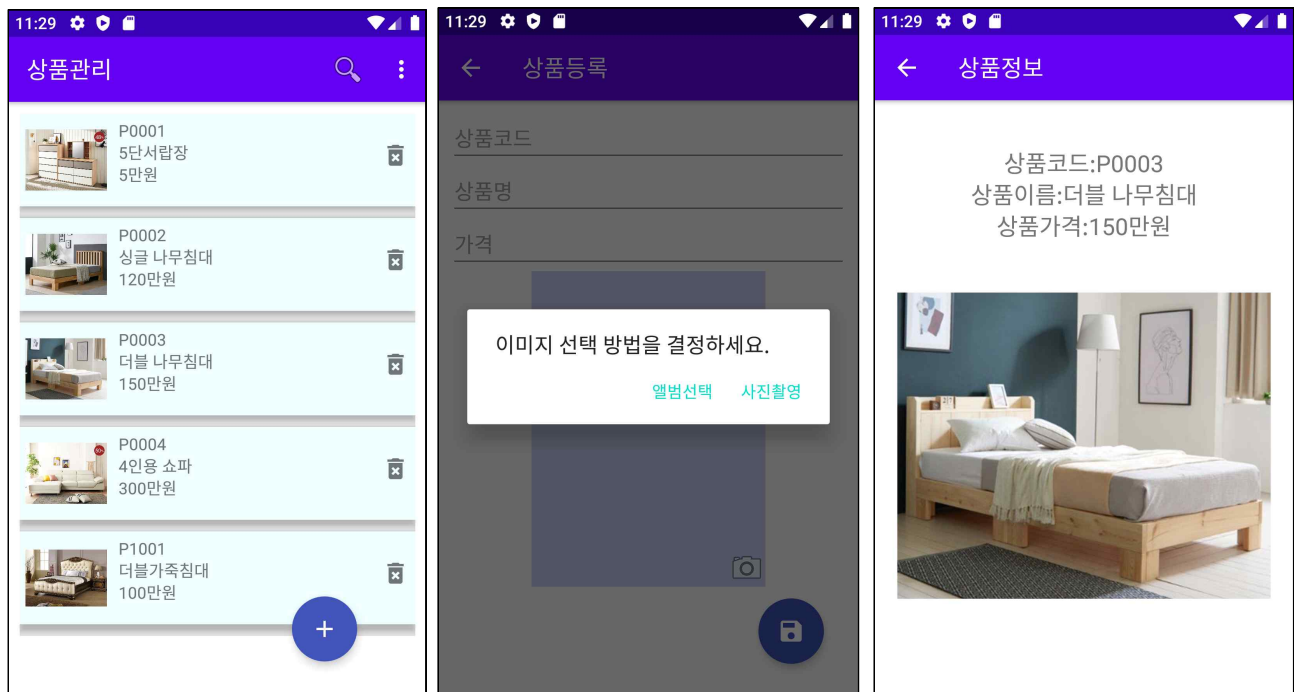 11:29
상품관리
P0001
5단서랍장
5만원
P0002
싱글 나무침대
120만원
P0003
더블 나무침대
150만원
P0004
4인용 쇼파
300만원
P1001
더블가죽침대
100만원
11:29
상품등록
상품코드
상품명
가격
이미지 선택 방법을 결정하세요.
앨범선택 사진촬영
11:29
상품정보
상품코드:P0003
상품이름:더블 나무침대
상품가격:150만원